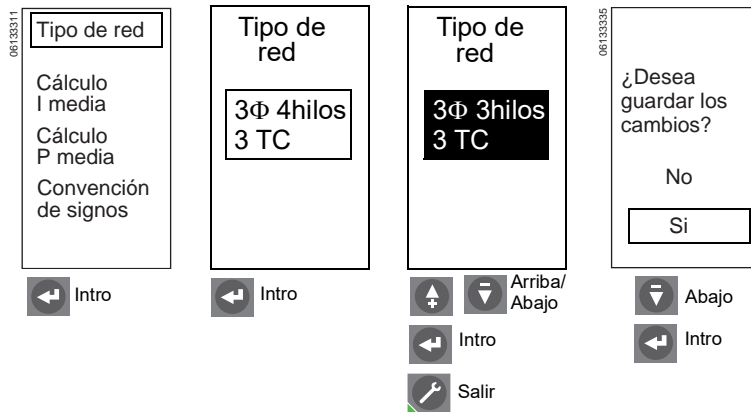 06133311
Tipo de red
Cálculo
I media
Cálculo
P media
Convención
de signos
Intro
Tipo de
red
3Φ 4hilos
3 TC
Intro
Tipo de
red
3Φ 3hilos
3 TC
Arriba/
Abajo
Intro
Salir
06133335
¿Desea
guardar los
cambios?
No
Si
Abajo
Intro